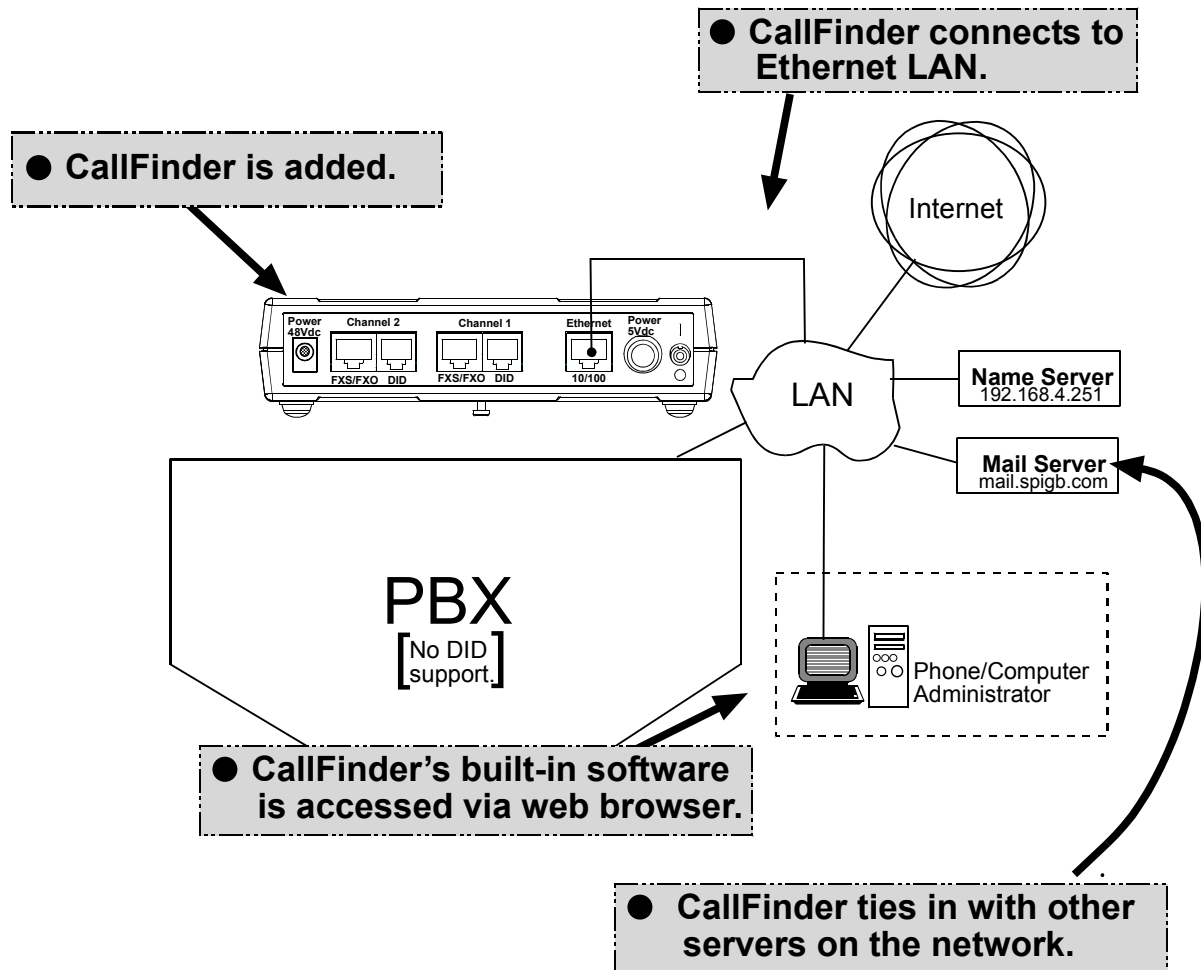 ● CallFinder connects to
Ethernet LAN.
● CallFinder is added.
Internet
Power
48Vdc
Channel 2
FXS/FXO DID
Channel 1
FXS/FXO DID
Ethernet
10/100
Power
5Vdc
LAN
Name Server
192.168.4.251
Mail Server
mail.spigb.com
PBX
[No DID
support.]
Phone/Computer
Administrator
● CallFinder's built-in software
is accessed via web browser.
● CallFinder ties in with other
servers on the network.